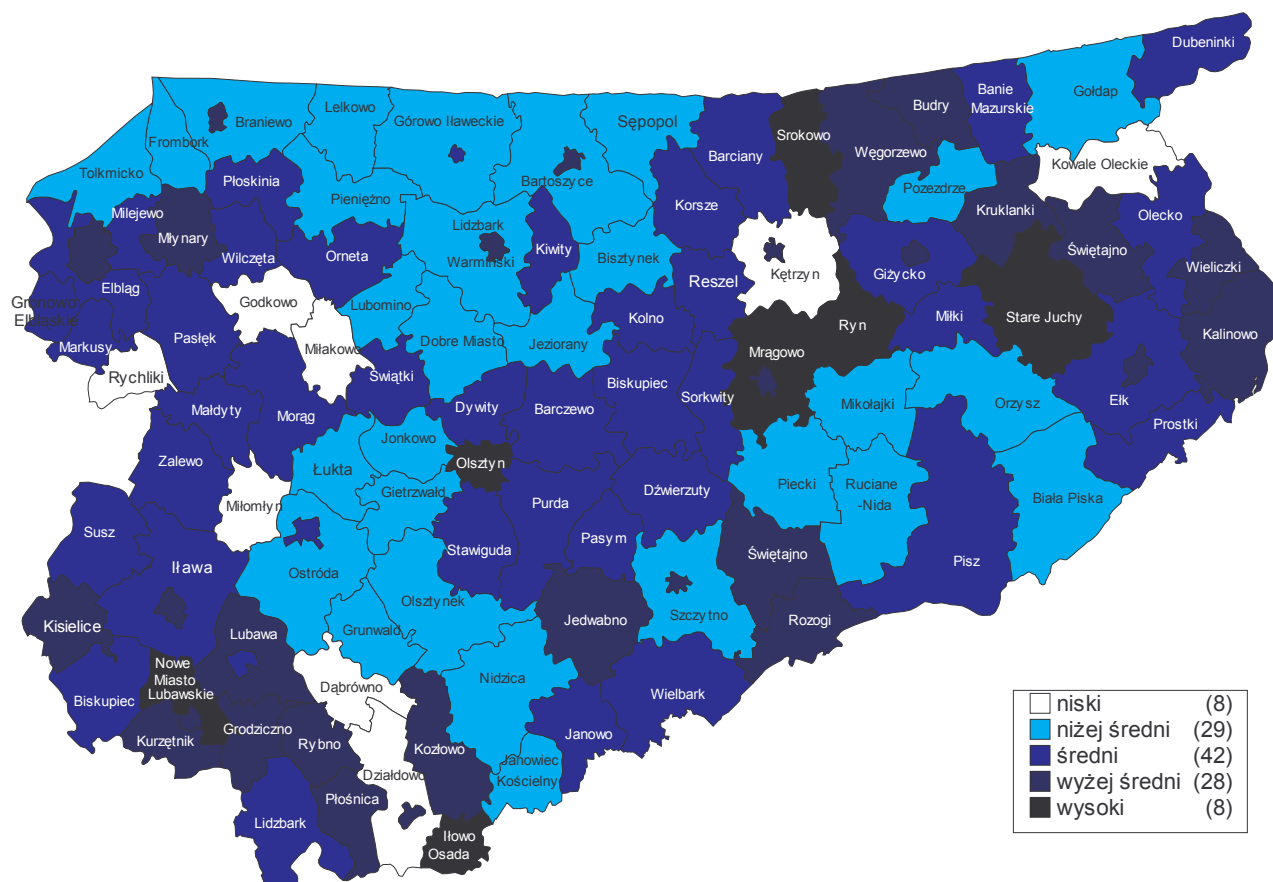 Dubeninki
Gołdap
Banie
Mazurskie
Budry
Lelkowo
Braniewo
Górowo Iławeckie
Sępopol
Srokowo
Frombork
Węgorzewo
Barciany
Kowale Oleckie
Tolkmicko
Płoskinia
Bartoszyce
Pozezdrze
Pieniężno
Korsze
Milejewo
Kruklanki
Olecko
Młynary
Lidzbark
Warmiński
Kiwity
Świętajno
Wilczęta
Orneta
Bisztynek
Kętrzyn
Giżycko
Wieliczki
Reszel
Elbląg
Godkowo
Gronowo
Elbląskie
Lubomino
Kolno
Miłki
Stare Juchy
Ryn
Kalinowo
Pasłęk
Dobre Miasto
Jeziorany
Markusy
Miłakowo
Mrągowo
Rychliki
Świątki
Biskupiec
Sorkwity
Mikołajki
Orzysz
Ełk
Małdyty
Morąg
Dywity
Barczewo
Prostki
Jonkowo
Zalewo
Olsztyn
Łukta
Piecki
Ruciane
-Nida
Dźwierzuty
Gietrzwałd
Biała Piska
Miłomłyn
Purda
Susz
Pasym
Stawiguda
Świętajno
Pisz
Iława
Ostróda
Olsztynek
Szczytno
Jedwabno
Rozogi
Kisielice
Lubawa
Grunwald
Nowe
Miasto
Lubawskie
Nidzica
Dąbrówno
Wielbark
Biskupiec
Grodziczno
Kurzętnik
Rybno
Kozłowo
Janowo
Janowiec
Kościelny
Działdowo
Płośnica
Lidzbark
Iłowo
Osada
niski (8)
niżej średni (29)
średni (42)
wyżej średni (28)
wysoki (8)